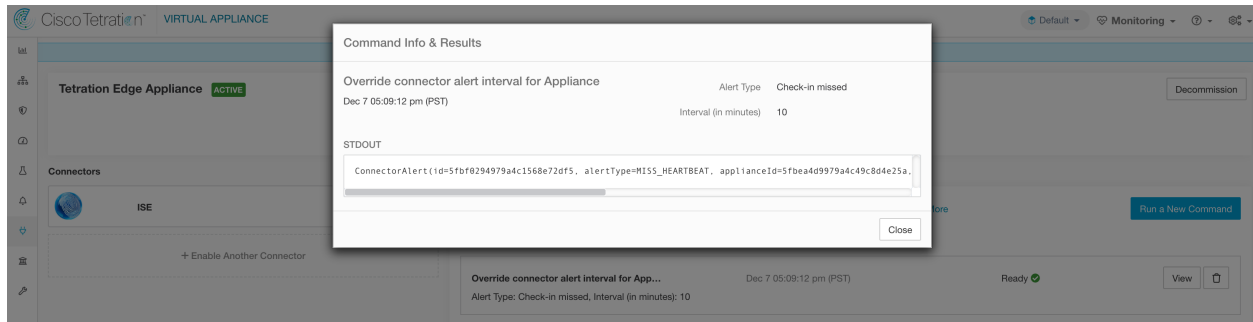 Cisco Tetration™ VIRTUAL APPLIANCE
Default
Monitoring
Command Info & Results
Override connector alert interval for Appliance
Dec 7 05:09:12 pm (PST)
Alert Type Check-in missed
Interval (in minutes) 10
STDOUT
ConnectorAlert(id=5fbf0294979a4c1568e72df5, alertType=MISS_HEARTBEAT, applianceId=5fbea4d9979a4c49c8d4e25a,
Close
Tetration Edge Appliance ACTIVE
Decommission
Connectors
ISE
+ Enable Another Connector
Run a New Command
Override connector alert interval for App...
Dec 7 05:09:12 pm (PST)
Ready
View
Alert Type: Check-in missed, Interval (in minutes): 10